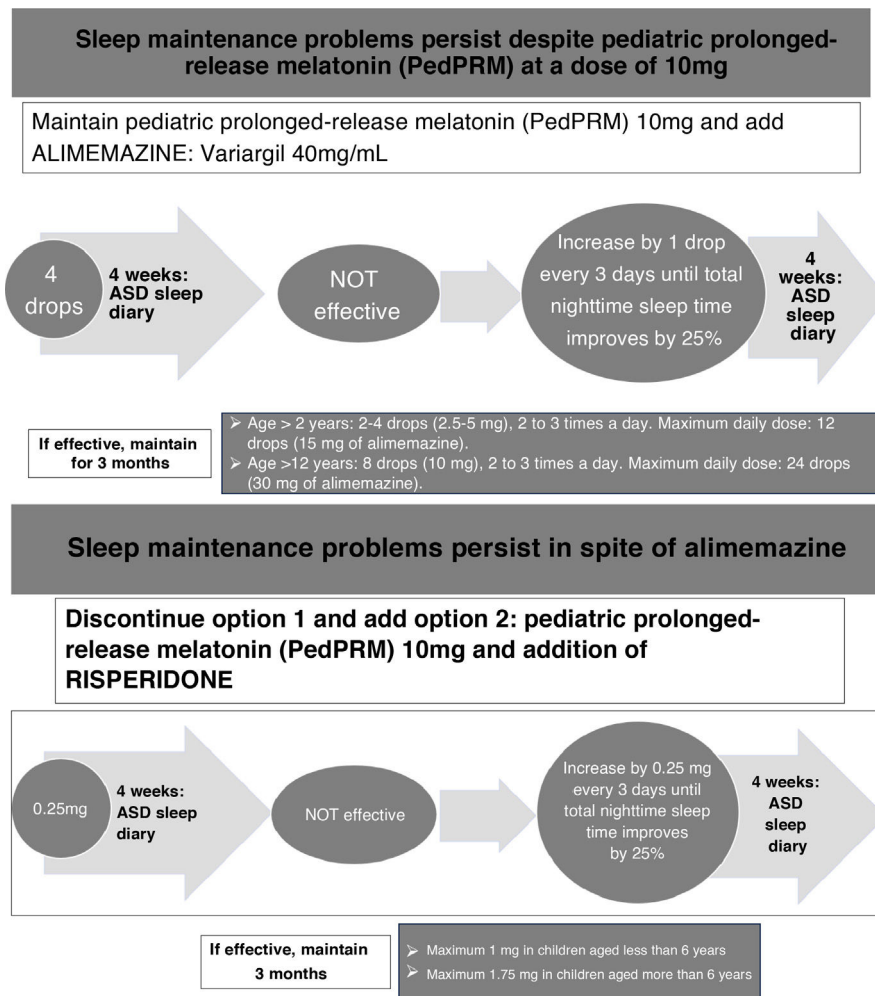 Sleep maintenance problems persist despite pediatric prolonged-
release melatonin (PedPRM) at a dose of 10mg
Maintain pediatric prolonged-release melatonin (PedPRM) 10mg and add
ALIMEMAZINE: Variargil 40mg/mL
4
drops
4 weeks:
ASD sleep
diary
NOT
effective
Increase by 1 drop
every 3 days until total
nighttime sleep time
improves by 25%
4
weeks:
ASD
sleep
diary
If effective, maintain
for 3 months
➢ Age > 2 years: 2-4 drops (2.5-5 mg), 2 to 3 times a day. Maximum daily dose: 12
drops (15 mg of alimemazine).
➢ Age >12 years: 8 drops (10 mg), 2 to 3 times a day. Maximum daily dose: 24 drops
(30 mg of alimemazine).
Sleep maintenance problems persist in spite of alimemazine
Discontinue option 1 and add option 2: pediatric prolonged-
release melatonin (PedPRM) 10mg and addition of
RISPERIDONE
0.25mg
4 weeks:
ASD sleep
diary
NOT effective
Increase by 0.25 mg
every 3 days until
total nighttime sleep
time improves
by 25%
4 weeks:
ASD
sleep
diary
If effective, maintain
3 months
➢ Maximum 1 mg in children aged less than 6 years
➢ Maximum 1.75 mg in children aged more than 6 years